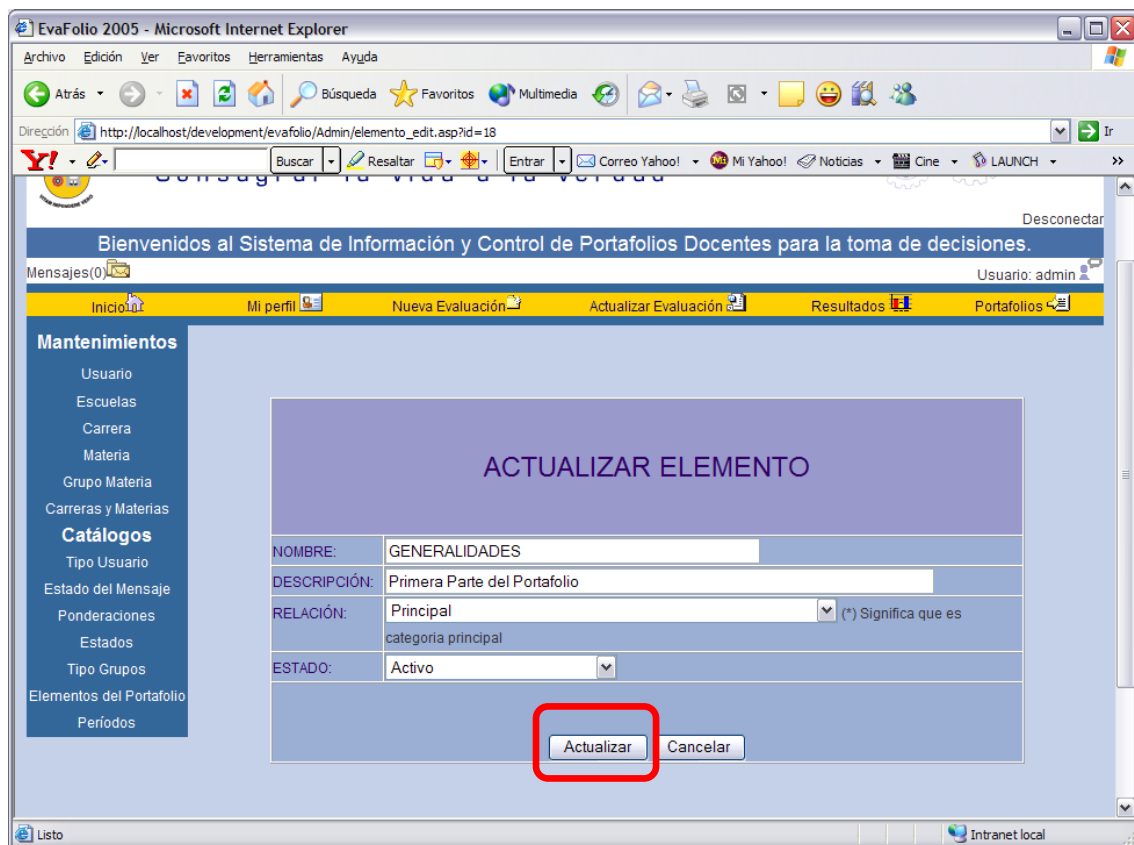 EvaFolio 2005 - Microsoft Internet Explorer
Archivo Edición Ver Favoritos Herramientas Ayuda
Atrás Búsqueda Favoritos Multimedia
Dirección http://localhost/development/evafolio/Admin/elemento_edit.asp?id=18 Ir
Y! Buscar Resaltar Entrar Correo Yahoo! Mi Yahoo! Noticias Cine LAUNCH »
Consagrar la vida a la verdad
Desconectar
Bienvenidos al Sistema de Información y Control de Portafolios Docentes para la toma de decisiones.
Mensajes(0) Usuario: admin
Inicio Mi perfil Nueva Evaluación Actualizar Evaluación Resultados Portafolios
Mantenimientos
Usuario
Escuelas
Carrera
Materia
Grupo Materia
Carreras y Materias
Catálogos
Tipo Usuario
Estado del Mensaje
Ponderaciones
Estados
Tipo Grupos
Elementos del Portafolio
Períodos
ACTUALIZAR ELEMENTO
NOMBRE: GENERALIDADES
DESCRIPCIÓN: Primera Parte del Portafolio
RELACIÓN: Principal (*) Significa que es
categoria principal
ESTADO: Activo
Actualizar Cancelar
Listo Intranet local